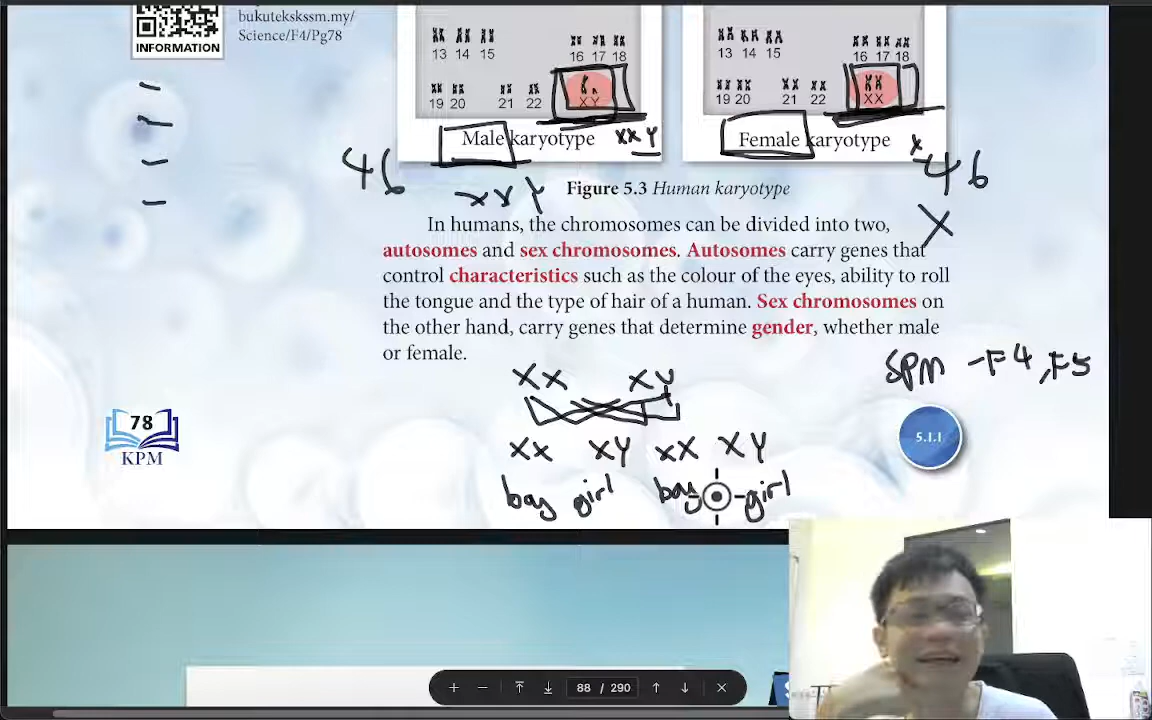 INFORMATION
bukutekskssm.my/
Science/F4/Pg78
13 14 15
16 17 18
19 20 21 22 XY
Male karyotype
XX Y
13 14 15
16 17 18
19 20 21 22 XX
Female karyotype
x
46
XXY
46
X
Figure 5.3 Human karyotype
In humans, the chromosomes can be divided into two,
autosomes and sex chromosomes. Autosomes carry genes that
control characteristics such as the colour of the eyes, ability to roll
the tongue and the type of hair of a human. Sex chromosomes on
the other hand, carry genes that determine gender, whether male
or female.
SPM -F4,F5
XX XY
XX XY XX XY
boy girl boy girl
78
KPM
5.1.1
88 / 290